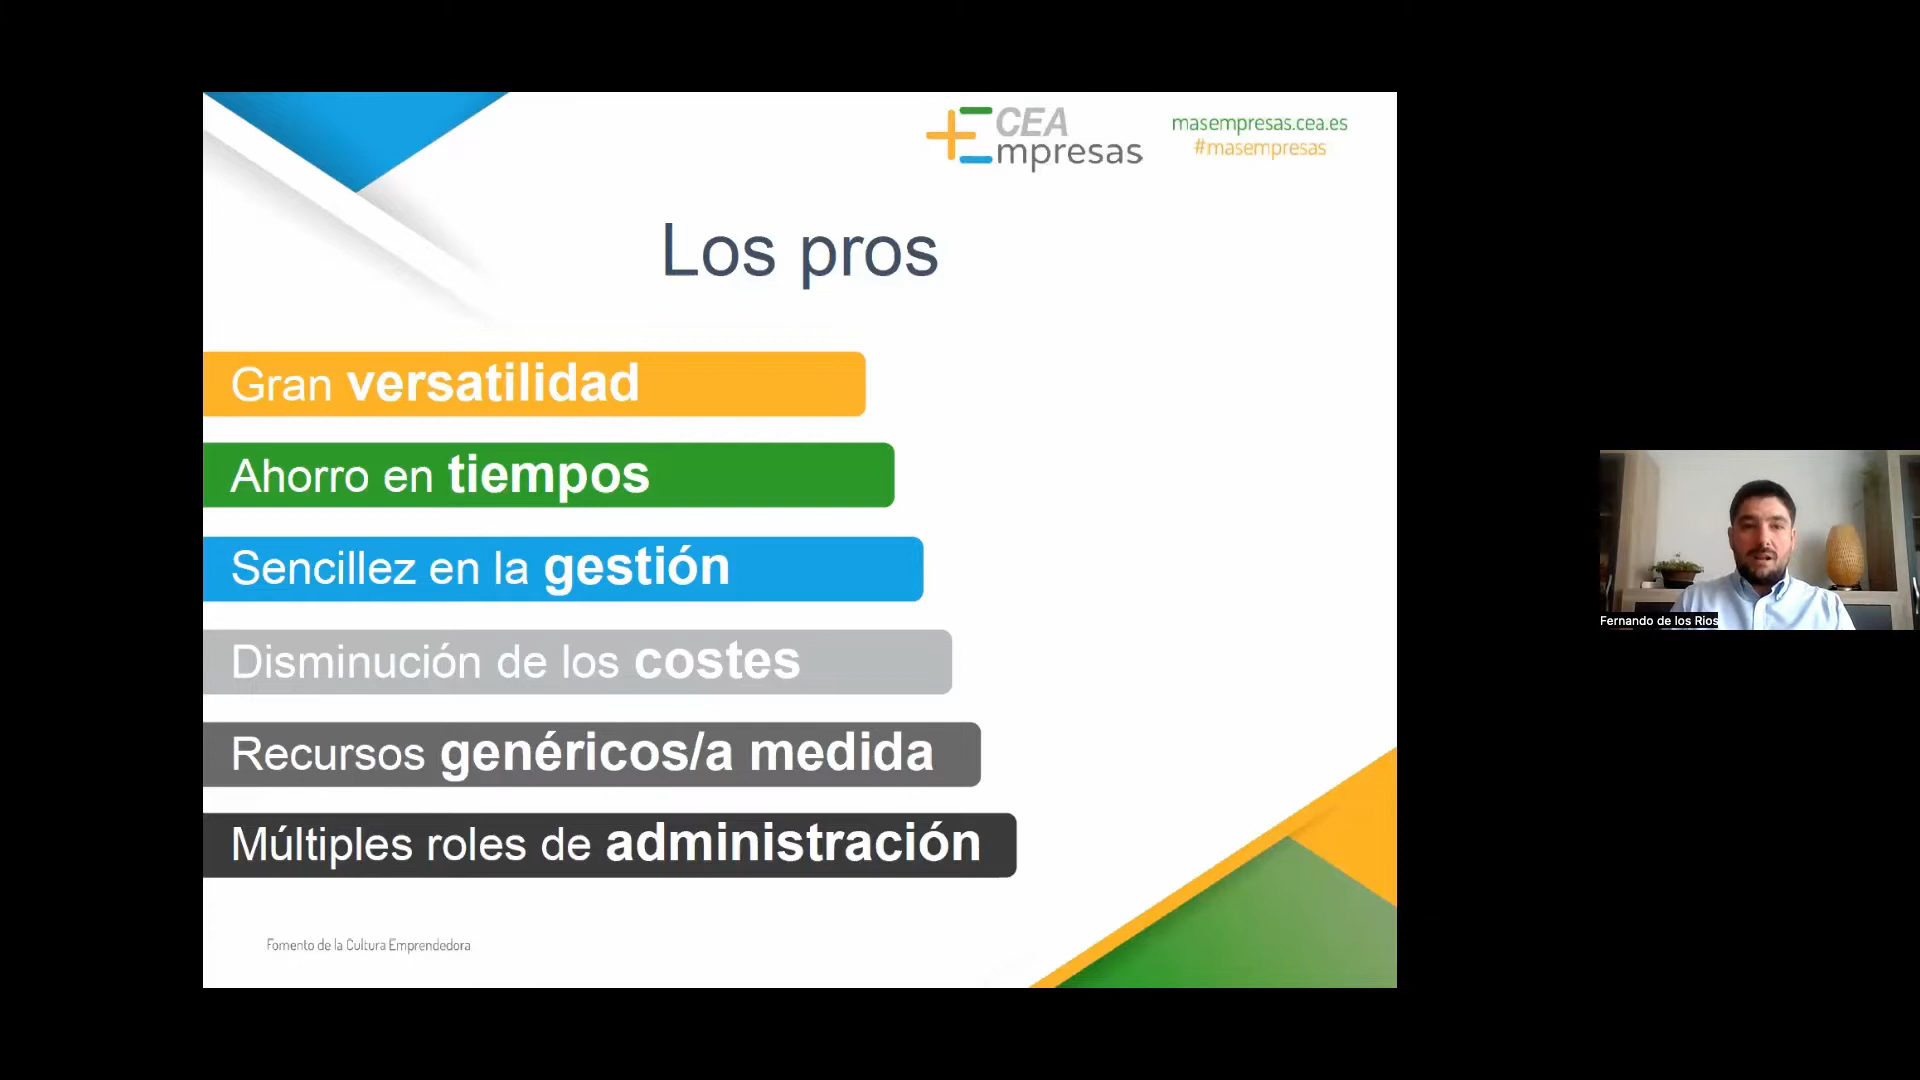 CEA
mpresas
masempresas.cea.es
#masempresas
Los pros
Gran versatilidad
Ahorro en tiempos
Sencillez en la gestión
Disminución de los costes
Recursos genéricos/a medida
Múltiples roles de administración
Fomento de la Cultura Emprendedora
Fernando de los Rios